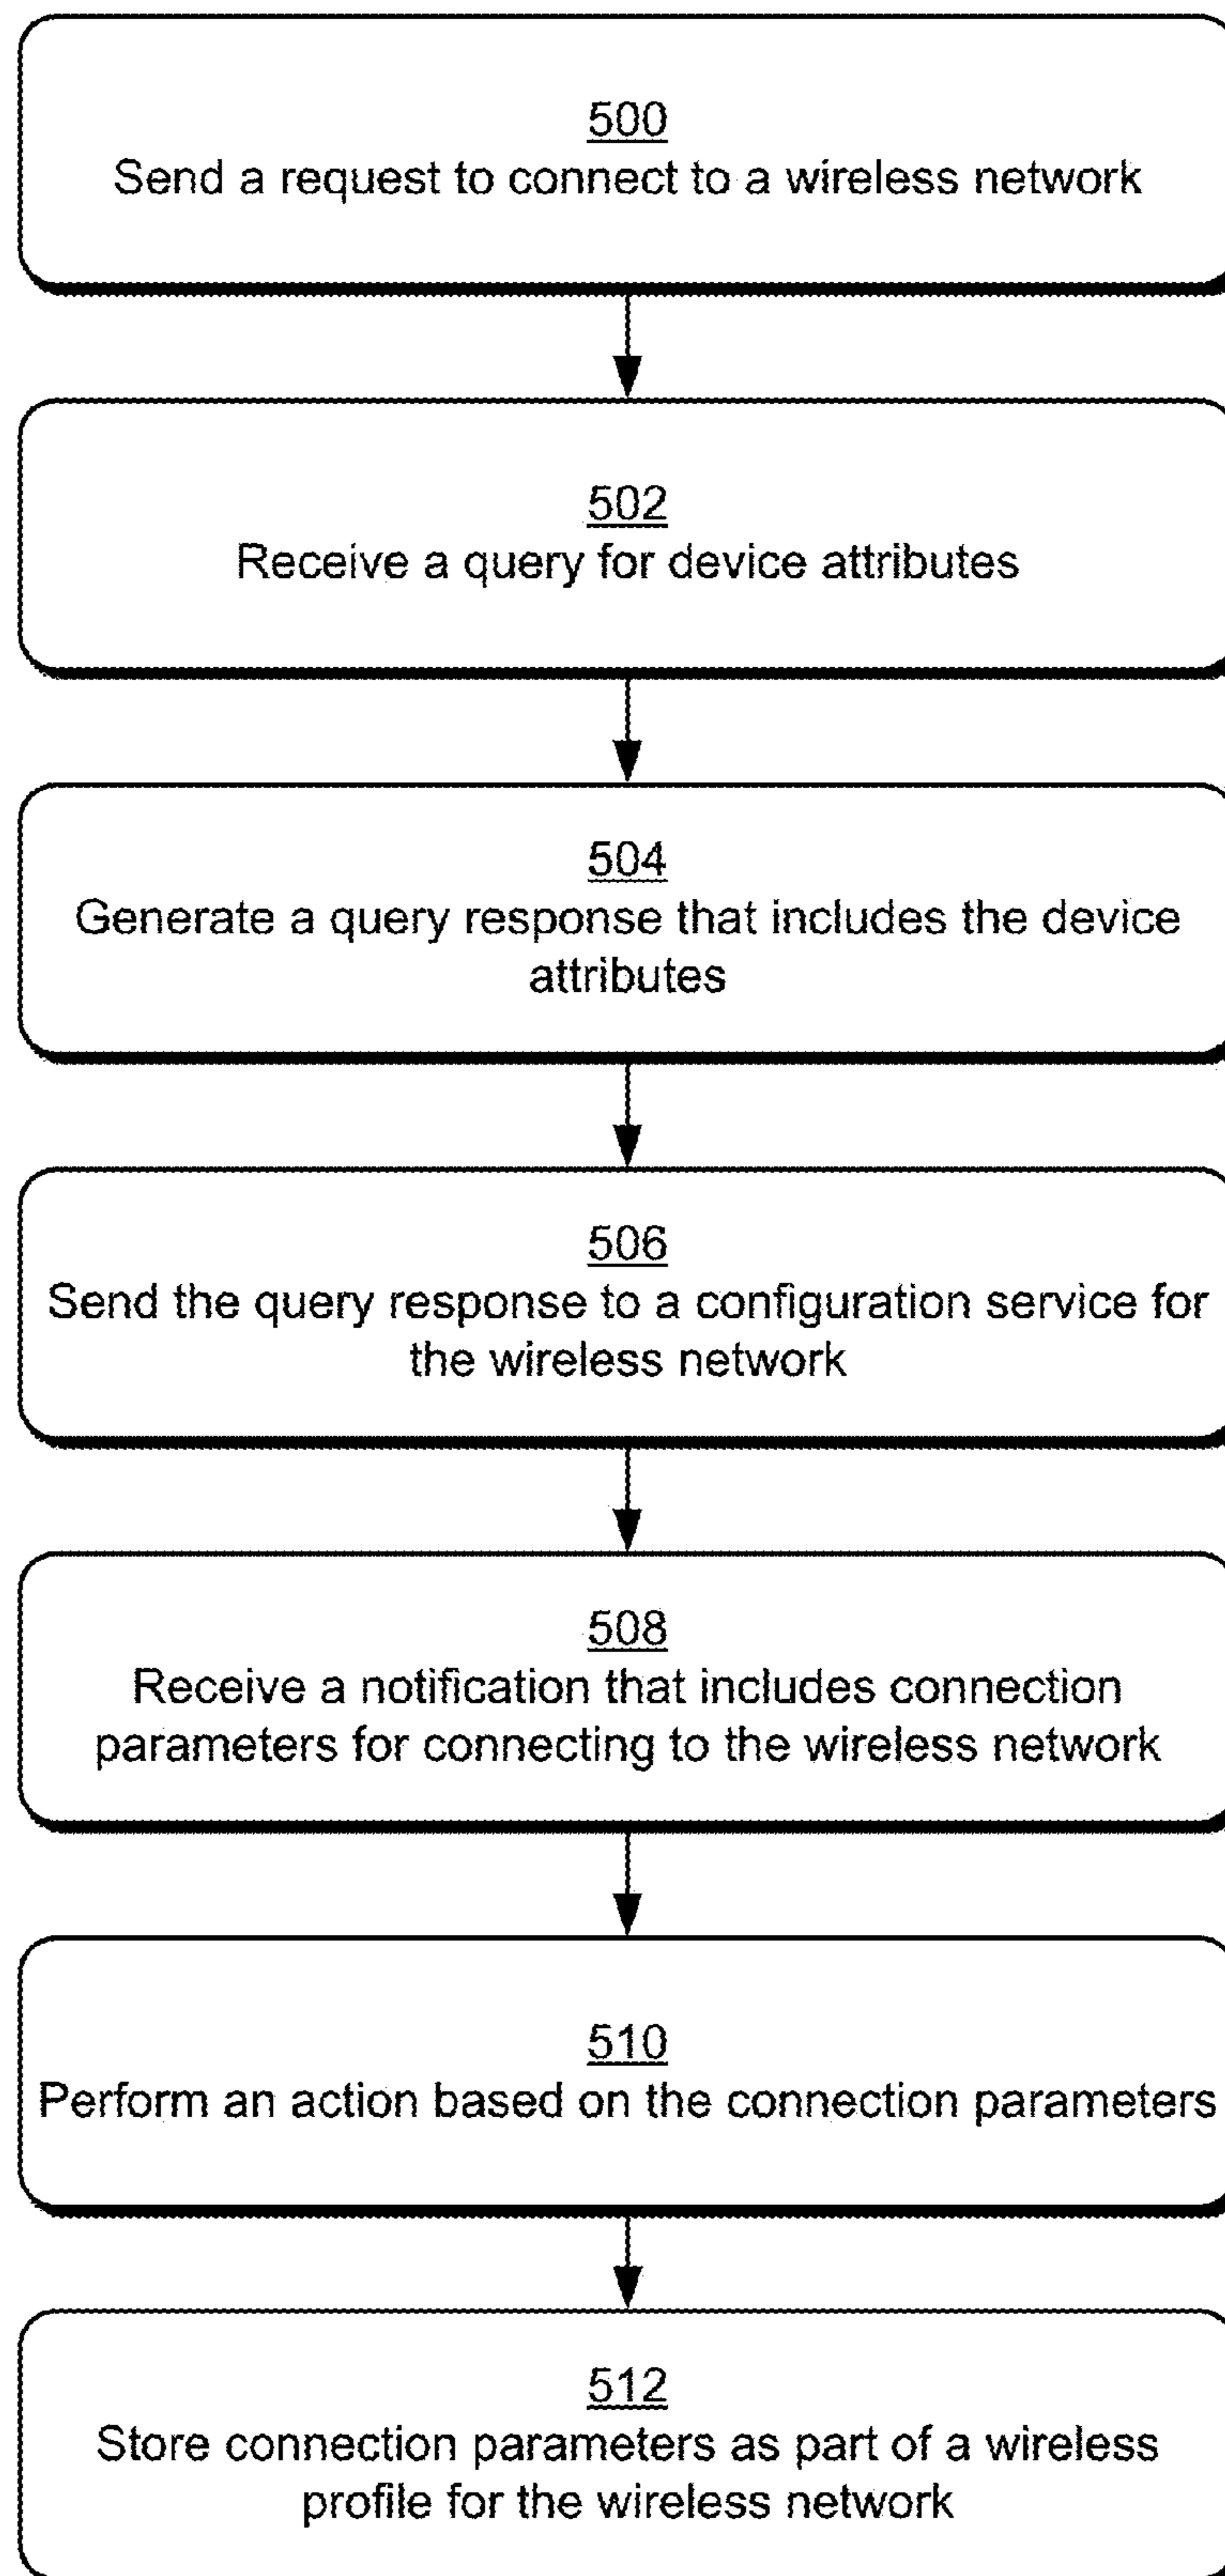 500
Send a request to connect to a wireless network
502
Receive a query for device attributes
504
Generate a query response that includes the device
attributes
506
Send the query response to a configuration service for
the wireless network
508
Receive a notification that includes connection
parameters for connecting to the wireless network
510
Perform an action based on the connection parameters
512
Store connection parameters as part of a wireless
profile for the wireless network